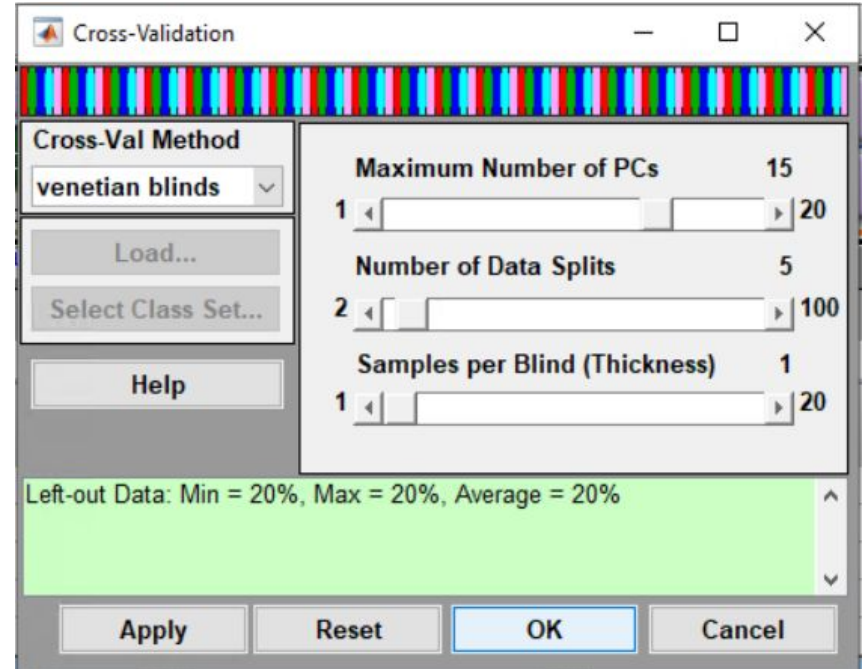 Cross-Validation
Cross-Val Method
venetian blinds
Load...
Select Class Set...
Help
Maximum Number of PCs 15
1 20
Number of Data Splits 5
2 100
Samples per Blind (Thickness) 1
1 20
Left-out Data: Min = 20%, Max = 20%, Average = 20%
Apply Reset OK Cancel